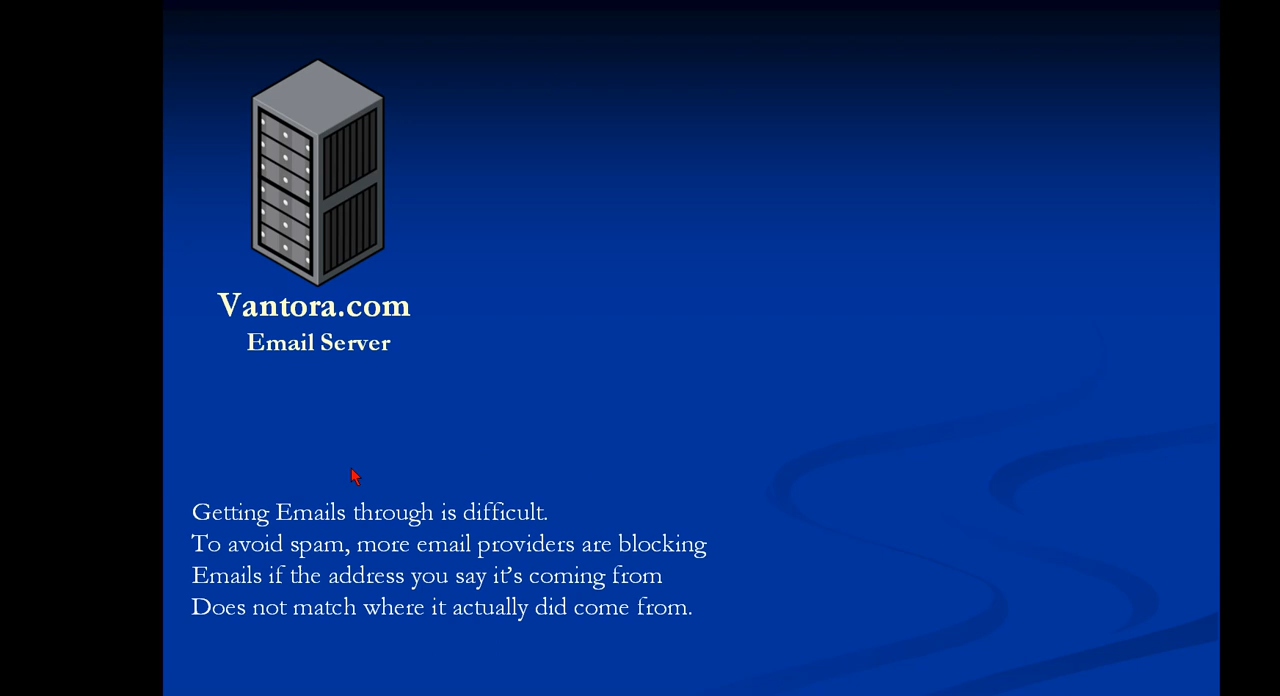 Vantora.com
Email Server
Getting Emails through is difficult.
To avoid spam, more email providers are blocking
Emails if the address you say it’s coming from
Does not match where it actually did come from.